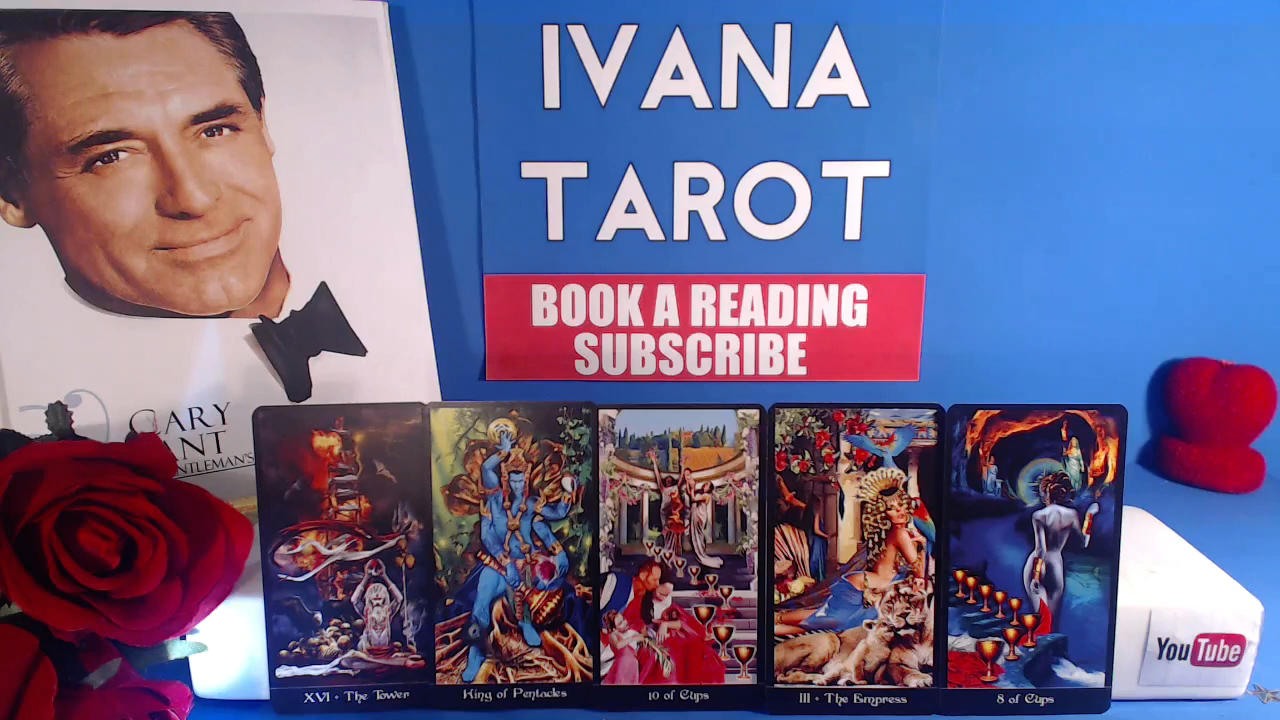 IVANA
TAROT
BOOK A READING
SUBSCRIBE
CARY
ANT
NTLEMAN'S
XVI • The Tower
King of Pentacles
10 of Cups
III • The Empress
8 of Cups
YouTube